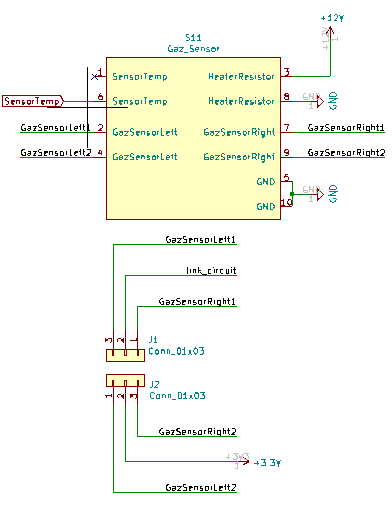 +12V
S11
Gaz_Sensor
1 SensorTemp HeaterResistor 3
SensorTemp 6 SensorTemp HeaterResistor 8 GND
GazSensorLeft1 2 GazSensorLeft GazSensorRight 7 GazSensorRight1
GazSensorLeft2 4 GazSensorLeft GazSensorRight 9 GazSensorRight2
GND 5
GND 10 GND
GazSensorLeft1
link_circuit
GazSensorRight1
3 2 1 J1
Conn_01x03
J2
1 2 3 Conn_01x03
GazSensorRight2
+3.3V
GazSensorLeft2